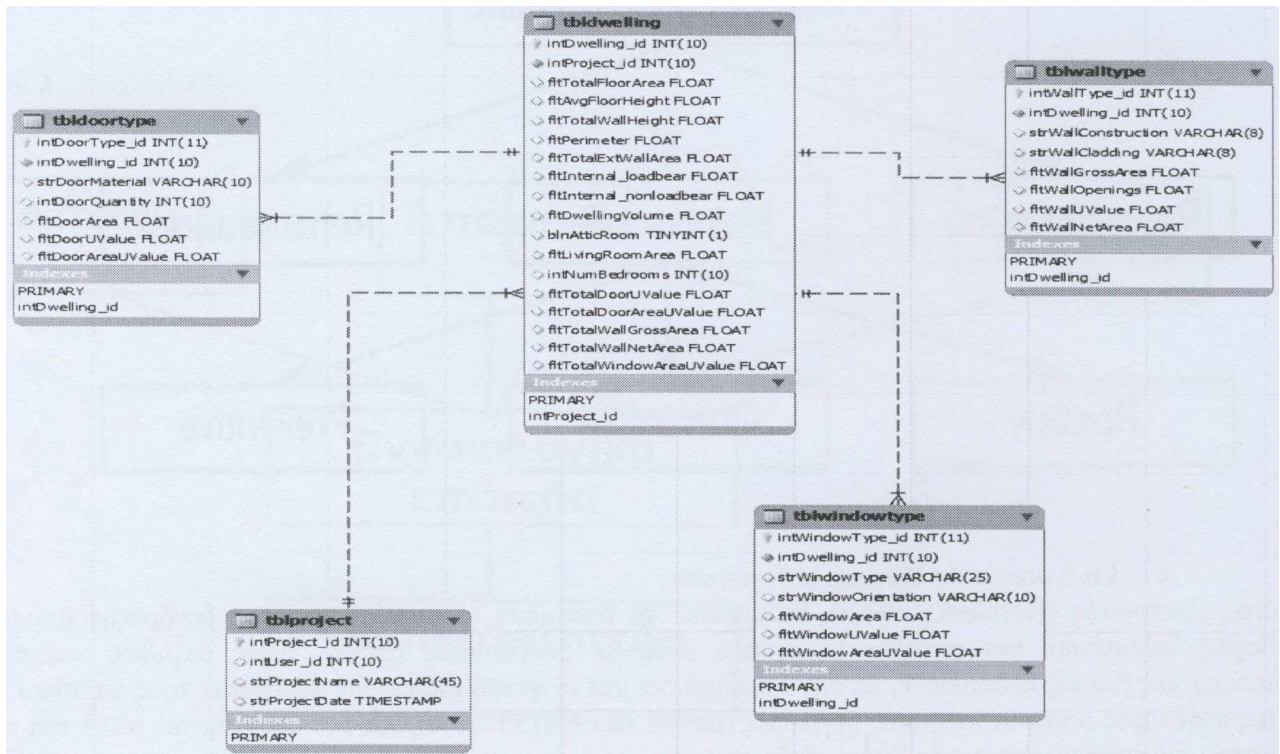 tbldwelling
intDwelling_id INT(10)
intProject_id INT(10)
fltTotalFloorArea FLOAT
fltAvgFloorHeight FLOAT
fltTotalWallHeight FLOAT
fltPerimeter FLOAT
fltTotalExtWallArea FLOAT
fltInternal_loadbear FLOAT
fltInternal_nonloadbear FLOAT
fltDwellingVolume FLOAT
blnAtticRoom TINYINT(1)
fltLivingRoomArea FLOAT
intNumBedrooms INT(10)
fltTotalDoorUValue FLOAT
fltTotalDoorAreaUValue FLOAT
fltTotalWallGrossArea FLOAT
fltTotalWallNetArea FLOAT
fltTotalWindowAreaUValue FLOAT
Indexes
PRIMARY
intProject_id
tbldoortype
intDoorType_id INT(11)
intDwelling_id INT(10)
strDoorMaterial VARCHAR(10)
intDoorQuantity INT(10)
fltDoorArea FLOAT
fltDoorUValue FLOAT
fltDoorAreaUValue FLOAT
Indexes
PRIMARY
intDwelling_id
tblwalltype
intWallType_id INT(11)
intDwelling_id INT(10)
strWallConstruction VARCHAR(8)
strWallCladding VARCHAR(8)
fltWallGrossArea FLOAT
fltWallOpenings FLOAT
fltWallUValue FLOAT
fltWallNetArea FLOAT
Indexes
PRIMARY
intDwelling_id
tblwindowtype
intWindowType_id INT(11)
intDwelling_id INT(10)
strWindowType VARCHAR(25)
strWindowOrientation VARCHAR(10)
fltWindowArea FLOAT
fltWindowUValue FLOAT
fltWindowAreaUValue FLOAT
Indexes
PRIMARY
intDwelling_id
tblproject
intProject_id INT(10)
intUser_id INT(10)
strProjectName VARCHAR(45)
strProjectDate TIMESTAMP
Indexes
PRIMARY